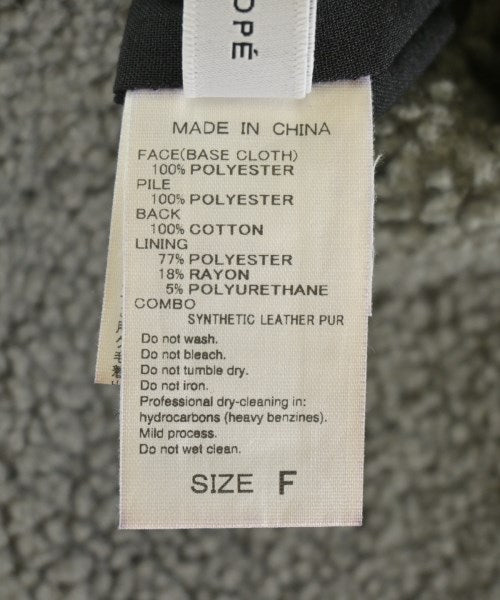 OPÉ
MADE IN CHINA
FACE(BASE CLOTH)
100% POLYESTER
PILE
100% POLYESTER
BACK
100% COTTON
LINING
77% POLYESTER
18% RAYON
5% POLYURETHANE
COMBO
SYNTHETIC LEATHER PUR
Do not wash.
Do not bleach.
Do not tumble dry.
Do not iron.
Professional dry-cleaning in:
hydrocarbons (heavy benzines).
Mild process.
Do not wet clean.
SIZE F